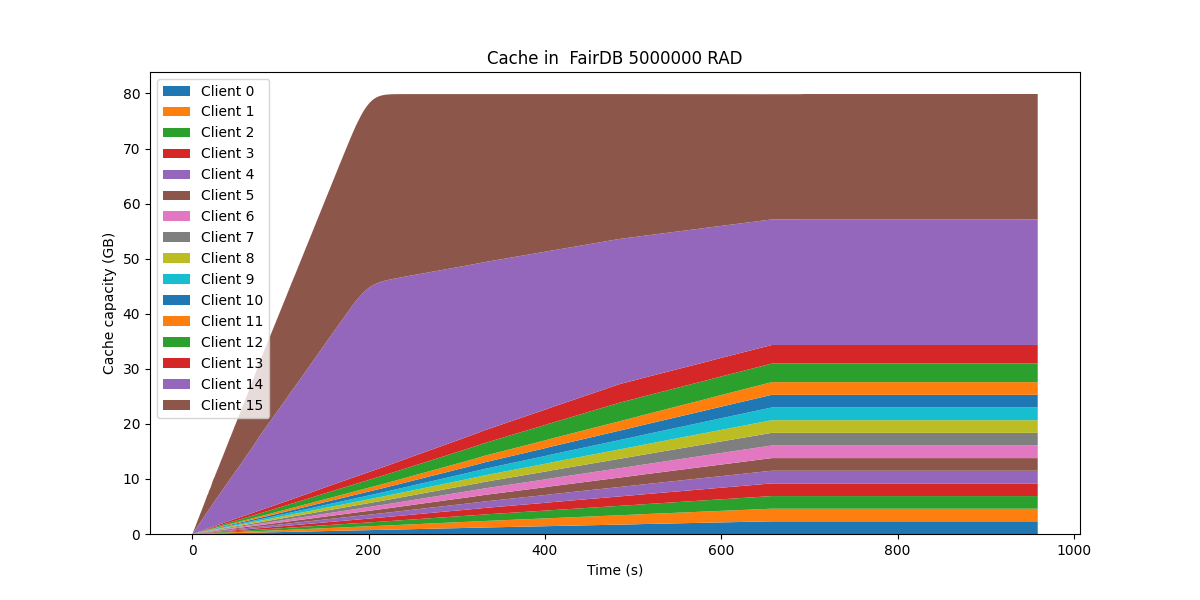 Cache in  FairDB 5000000 RAD
Cache capacity (GB)
80
70
60
50
40
30
20
10
0
Client 0
Client 1
Client 2
Client 3
Client 4
Client 5
Client 6
Client 7
Client 8
Client 9
Client 10
Client 11
Client 12
Client 13
Client 14
Client 15
0 200 400 600 800 1000
Time (s)